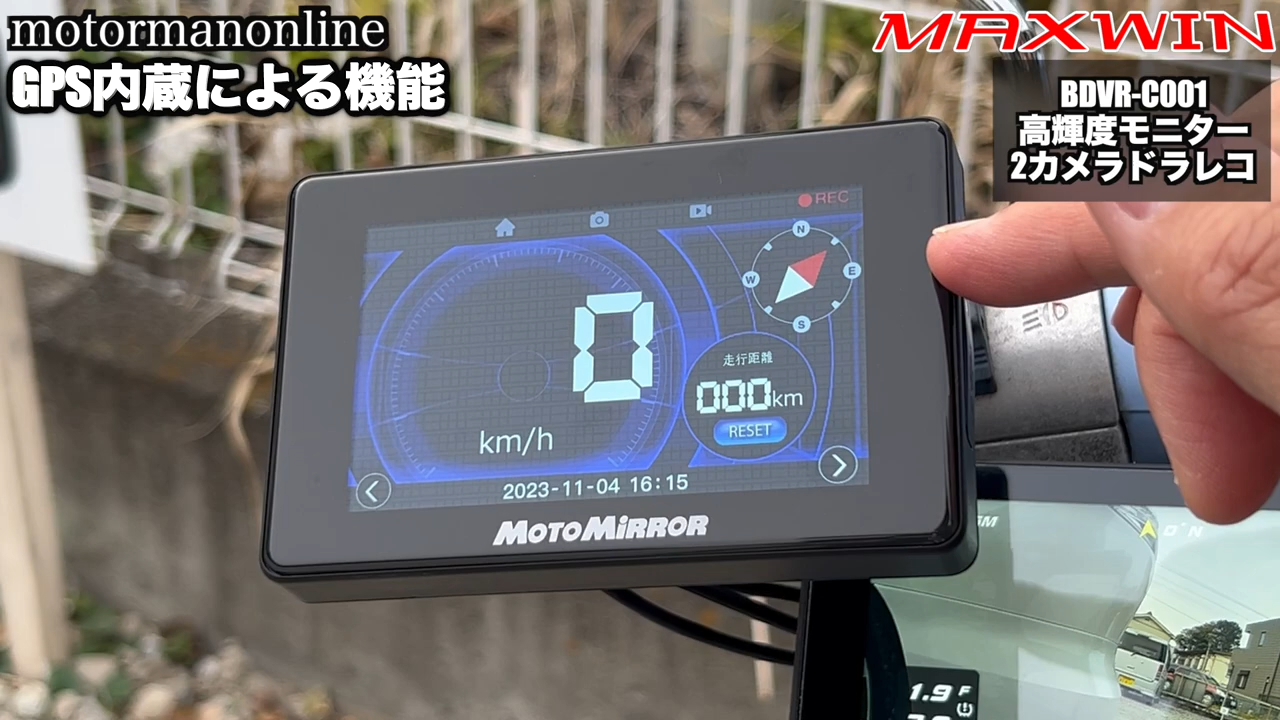 motormanonline
GPS内蔵による機能
MAXWIN
BDVR-C001
高輝度モニター
2カメラドラレコ
REC
N
W
E
S
0
km/h
走行距離
000km
RESET
2023-11-04 16:15
MOTOMIRROR
0° N
1.9 F